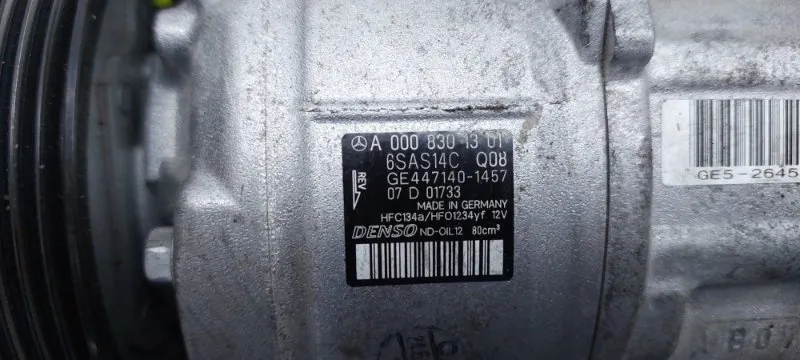 A 000 830 13 01
6SAS14C Q08
GE447140-1457
REV
07 D 01733
MADE IN GERMANY
HFC134a/HFO1234yf 12V
DENSO ND-OIL12 80cm³
GE5-2645